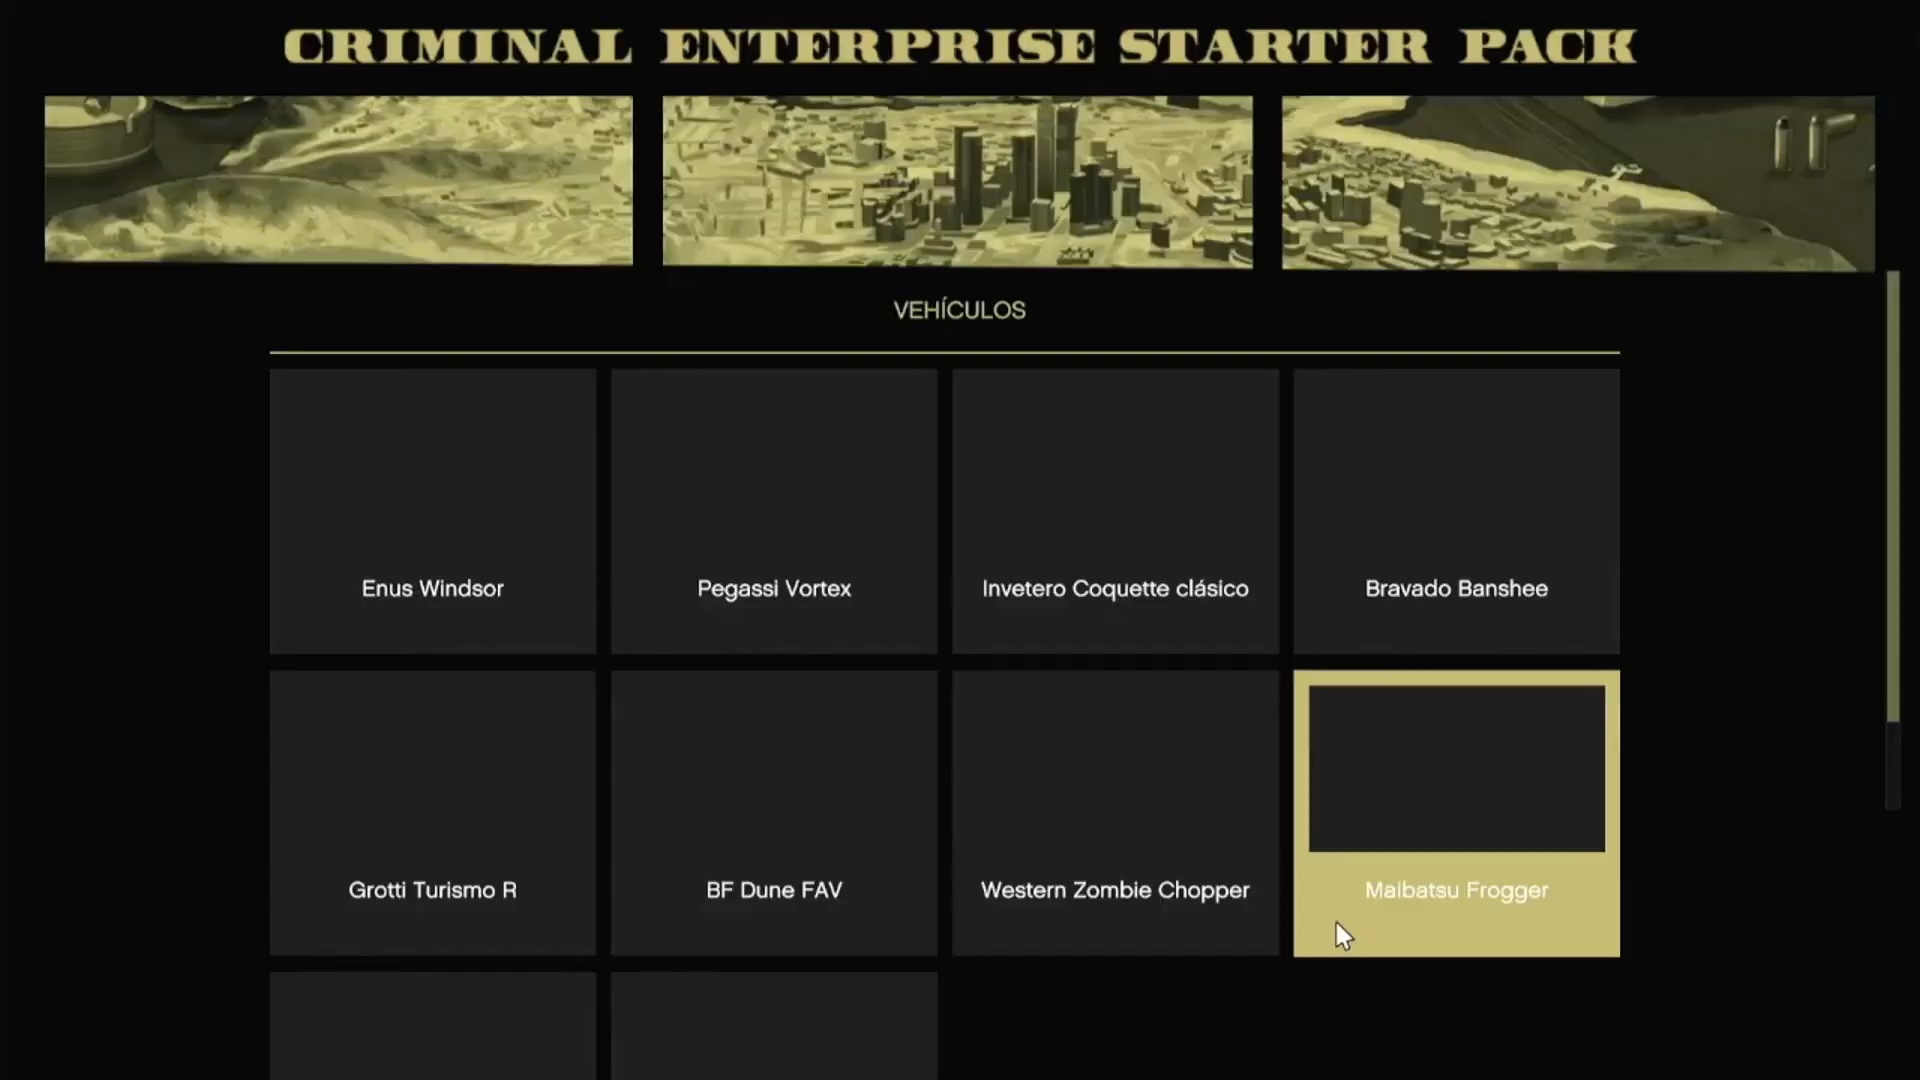 CRIMINAL ENTERPRISE STARTER PACK
VEHÍCULOS
Enus Windsor
Pegassi Vortex
Invetero Coquette clásico
Bravado Banshee
Grotti Turismo R
BF Dune FAV
Western Zombie Chopper
Maibatsu Frogger